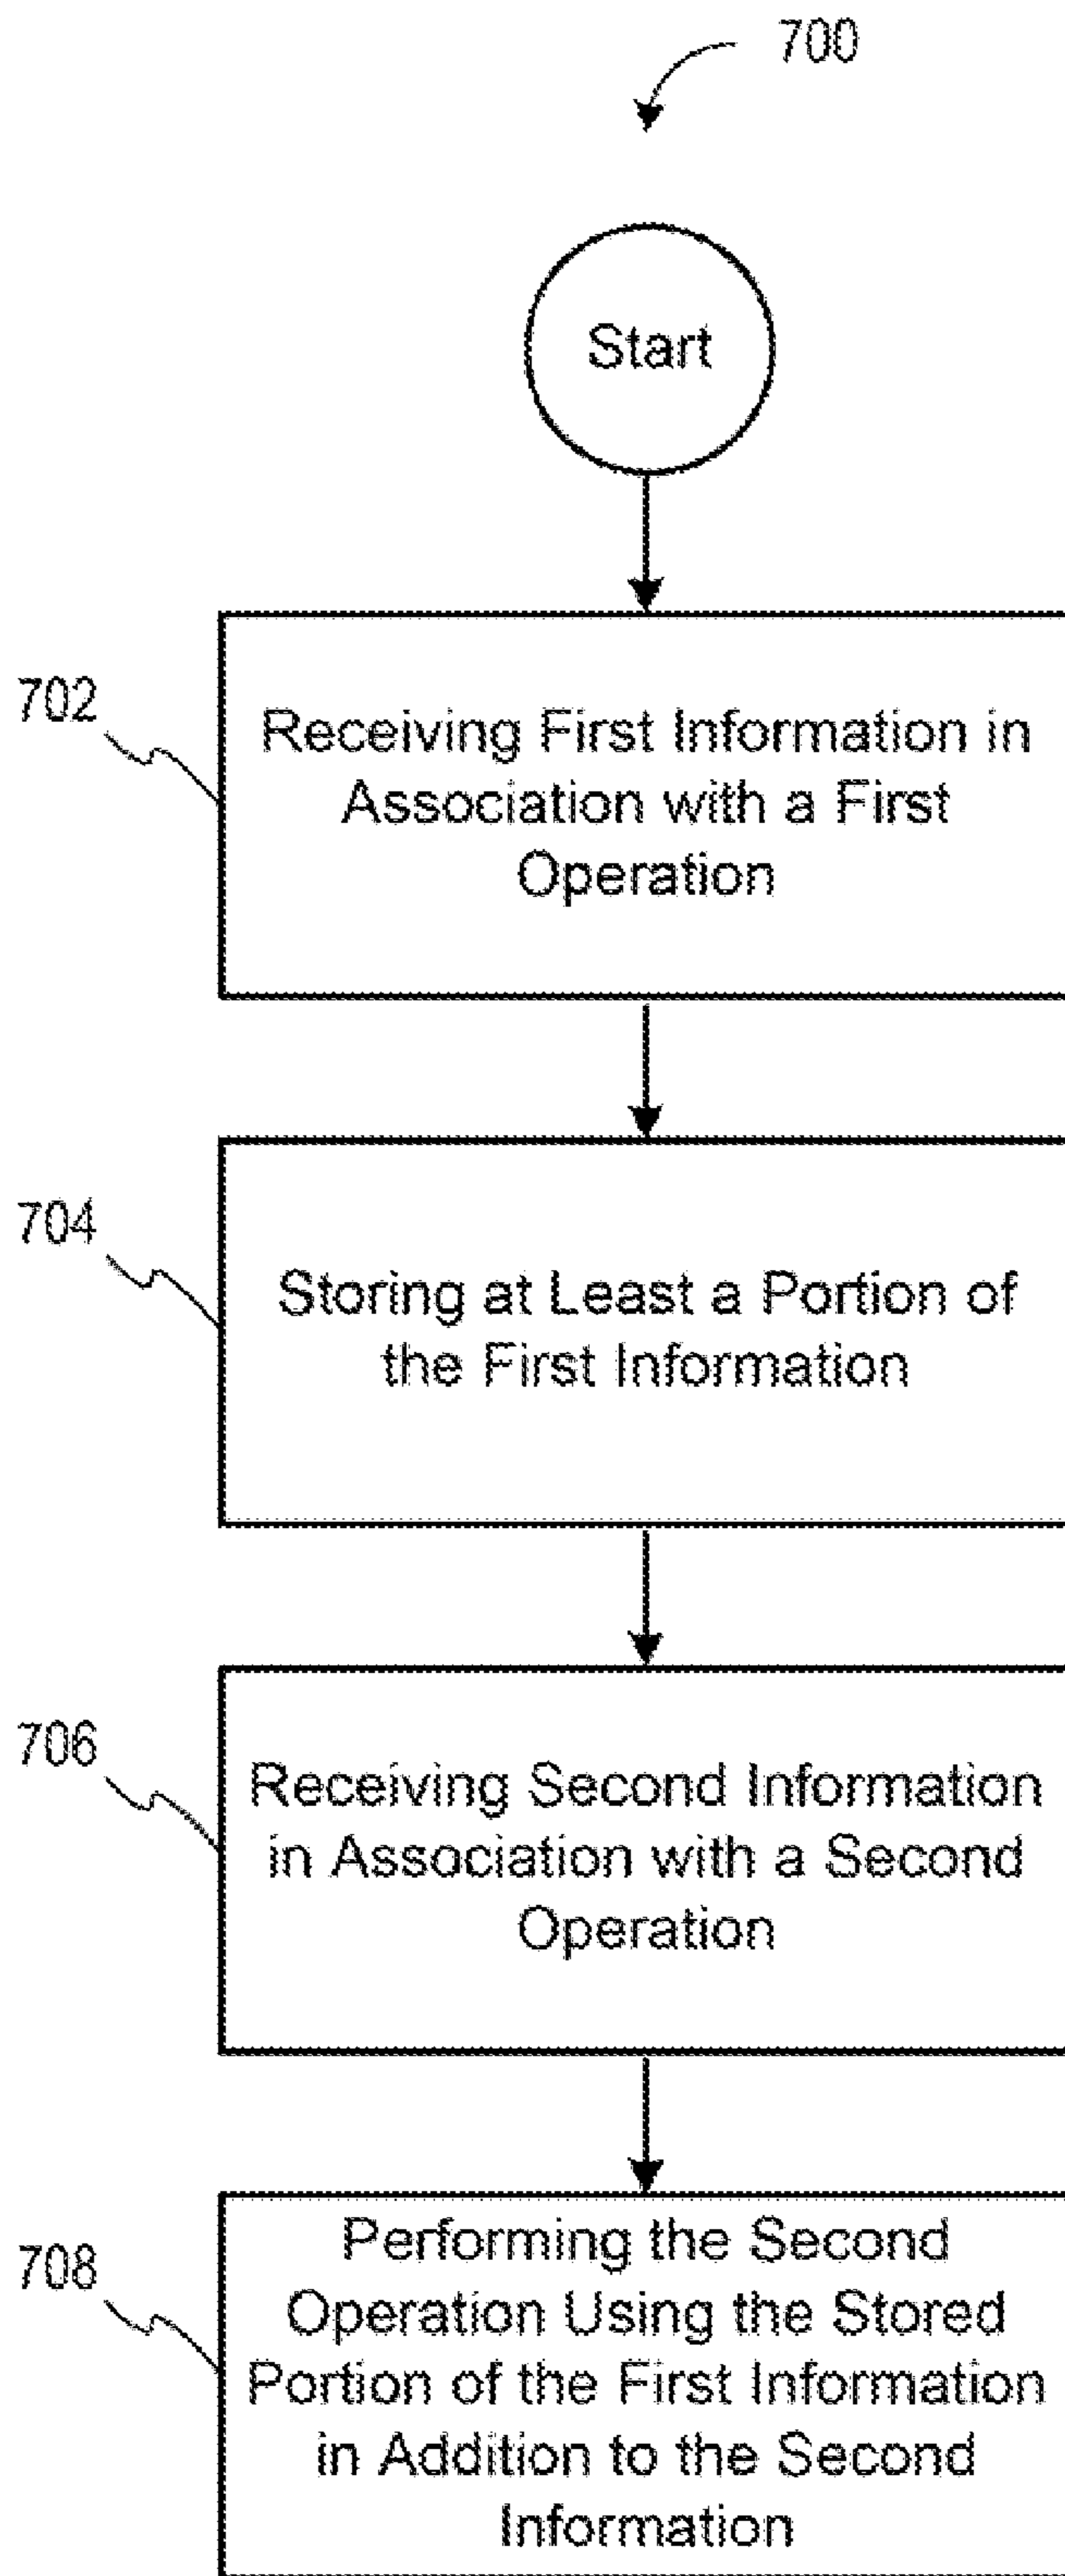 700
Start
702
Receiving First Information in
Association with a First
Operation
704
Storing at Least a Portion of
the First Information
706
Receiving Second Information
in Association with a Second
Operation
708
Performing the Second
Operation Using the Stored
Portion of the First Information
in Addition to the Second
Information